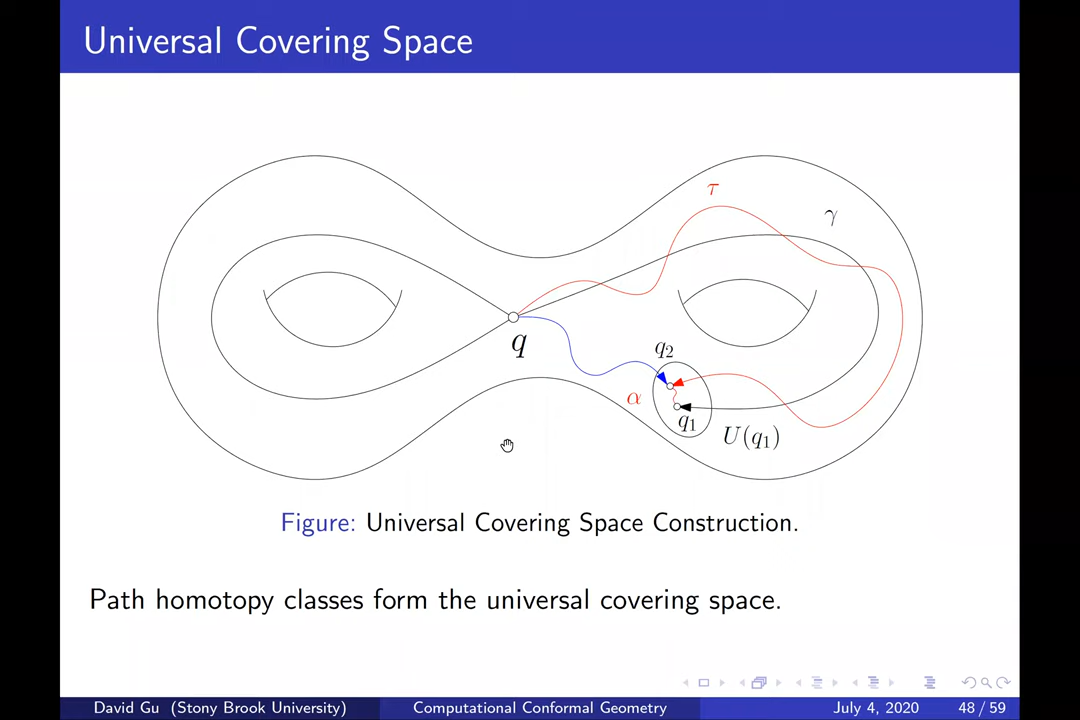 Universal Covering Space
τ
γ
q
q₂
α
q₁
U(q₁)
Figure: Universal Covering Space Construction.
Path homotopy classes form the universal covering space.
David Gu (Stony Brook University) Computational Conformal Geometry July 4, 2020 48 / 59